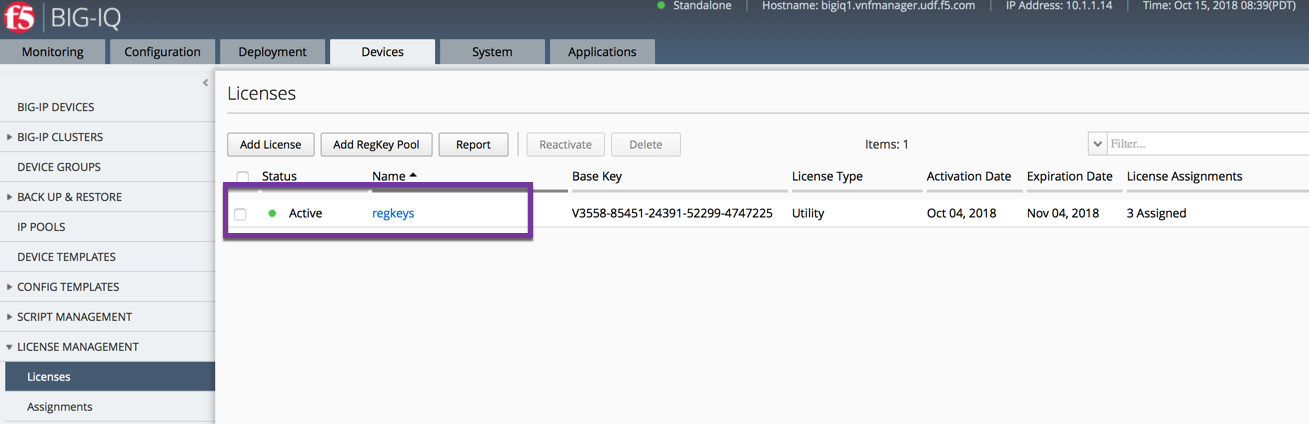 f5 BIG-IQ
Standalone Hostname: bigiq1.vnfmanager.udf.f5.com IP Address: 10.1.1.14 Time: Oct 15, 2018 08:39(PDT)
Monitoring Configuration Deployment Devices System Applications
BIG-IP DEVICES
BIG-IP CLUSTERS
DEVICE GROUPS
BACK UP & RESTORE
IP POOLS
DEVICE TEMPLATES
CONFIG TEMPLATES
SCRIPT MANAGEMENT
LICENSE MANAGEMENT
Licenses
Assignments
Licenses
Add License Add RegKey Pool Report Reactivate Delete Items: 1 Filter...
Status Name Base Key License Type Activation Date Expiration Date License Assignments
Active regkeys V3558-85451-24391-52299-4747225 Utility Oct 04, 2018 Nov 04, 2018 3 Assigned